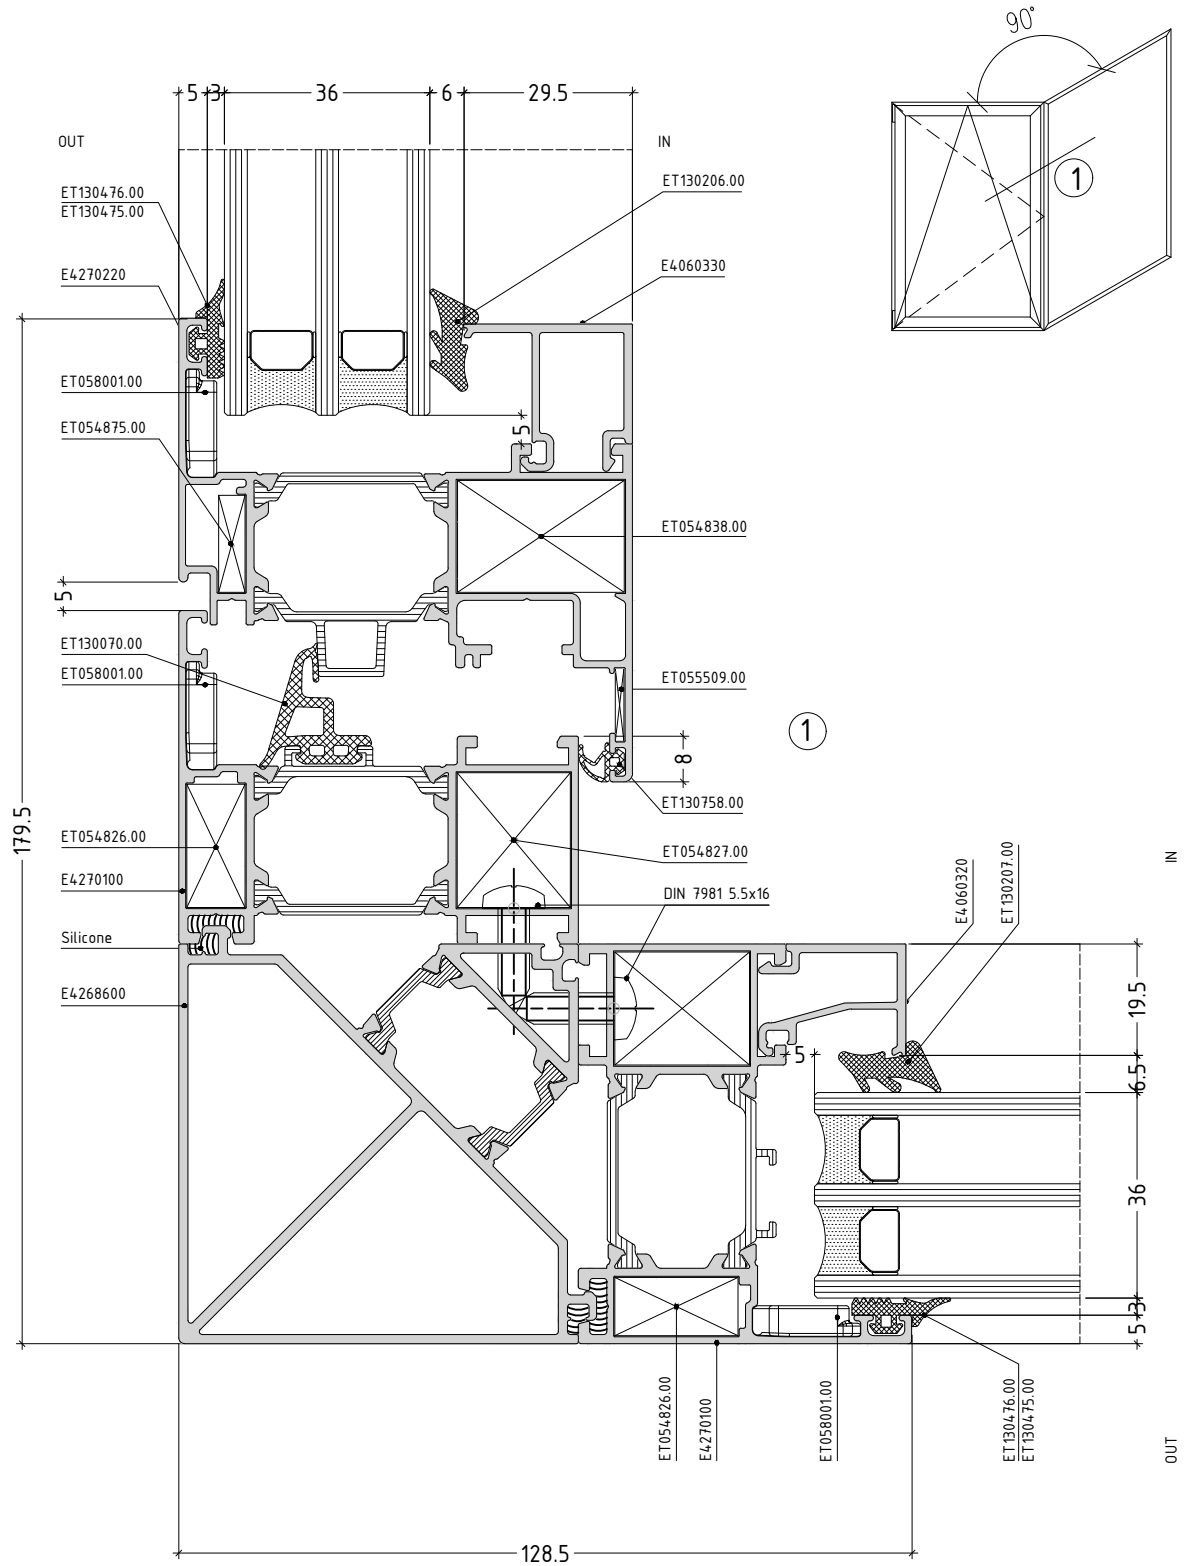 90°
5
3
36
6
29.5
OUT
IN
ET130476.00
ET130475.00
ET130206.00
E4270220
E4060330
1
ET058001.00
5
ET054875.00
ET054838.00
5
ET130070.00
ET058001.00
ET055509.00
1
8
ET130758.00
179.5
ET054826.00
ET054827.00
E4270100
DIN 7981 5.5x16
E4060320
ET130207.00
IN
Silicone
E4268600
19.5
5
6.5
36
3
5
ET054826.00
E4270100
ET058001.00
ET130476.00
ET130475.00
OUT
128.5